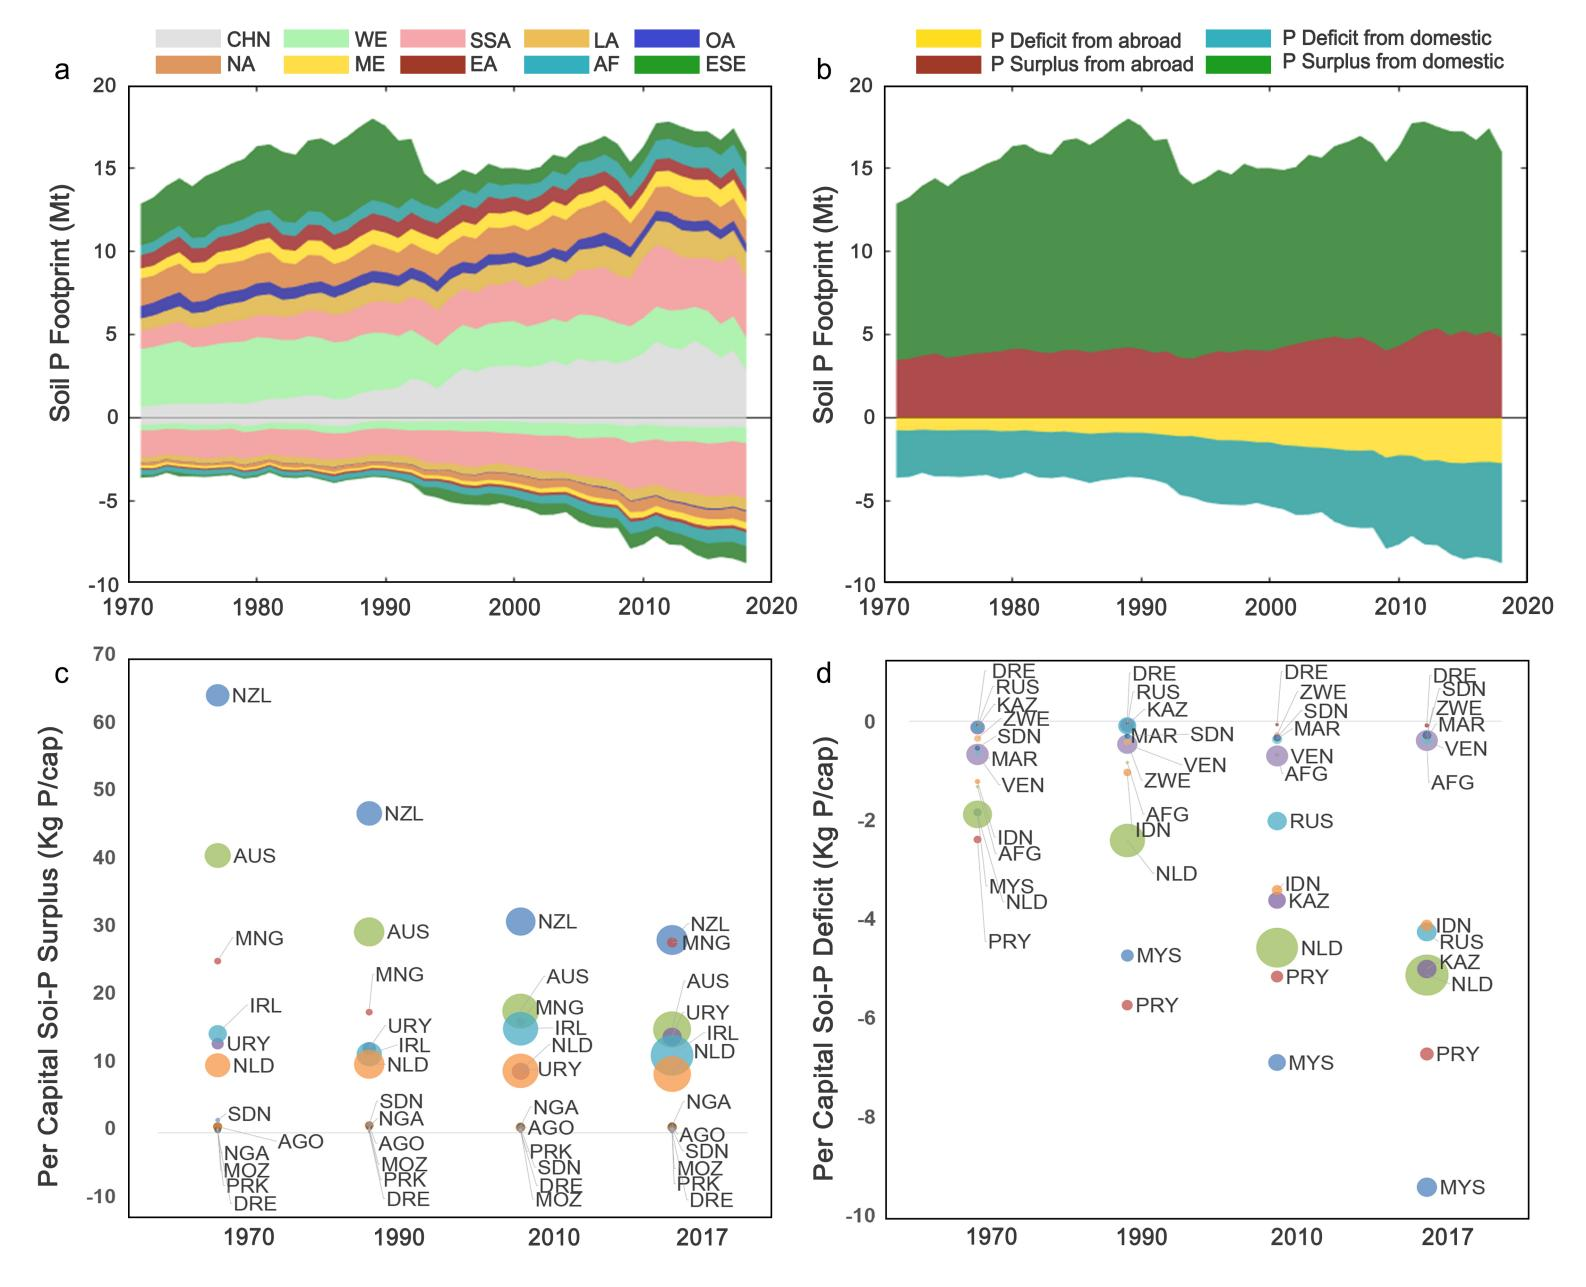 CHN WE SSA LA OA
NA ME EA AF ESE
P Deficit from abroad P Deficit from domestic
P Surplus from abroad P Surplus from domestic
a
20
15
10
5
0
-5
-10
Soil P Footprint (Mt)
1970 1980 1990 2000 2010 2020
b
20
15
10
5
0
-5
-10
Soil P Footprint (Mt)
1970 1980 1990 2000 2010 2020
c
70
60
50
40
30
20
10
0
-10
Per Capital Soi-P Surplus (Kg P/cap)
NZL
AUS
MNG
IRL
URY
NLD
SDN
AGO
NGA
MOZ
PRK
DRE
NZL
AUS
MNG
URY
IRL
NLD
SDN
NGA
AGO
MOZ
PRK
DRE
NZL
AUS
MNG
IRL
NLD
URY
NGA
AGO
PRK
SDN
DRE
MOZ
NZL
MNG
AUS
URY
IRL
NLD
NGA
AGO
SDN
MOZ
PRK
DRE
1970 1990 2010 2017
d
0
-2
-4
-6
-8
-10
Per Capital Soi-P Deficit (Kg P/cap)
DRE
RUS
KAZ
ZWE
SDN
MAR
VEN
IDN
AFG
MYS
NLD
PRY
DRE
RUS
KAZ
MAR
SDN
VEN
ZWE
AFG
IDN
NLD
MYS
PRY
DRE
ZWE
SDN
MAR
VEN
AFG
RUS
IDN
KAZ
NLD
PRY
MYS
DRE
SDN
ZWE
MAR
VEN
AFG
IDN
RUS
KAZ
NLD
PRY
MYS
1970 1990 2010 2017